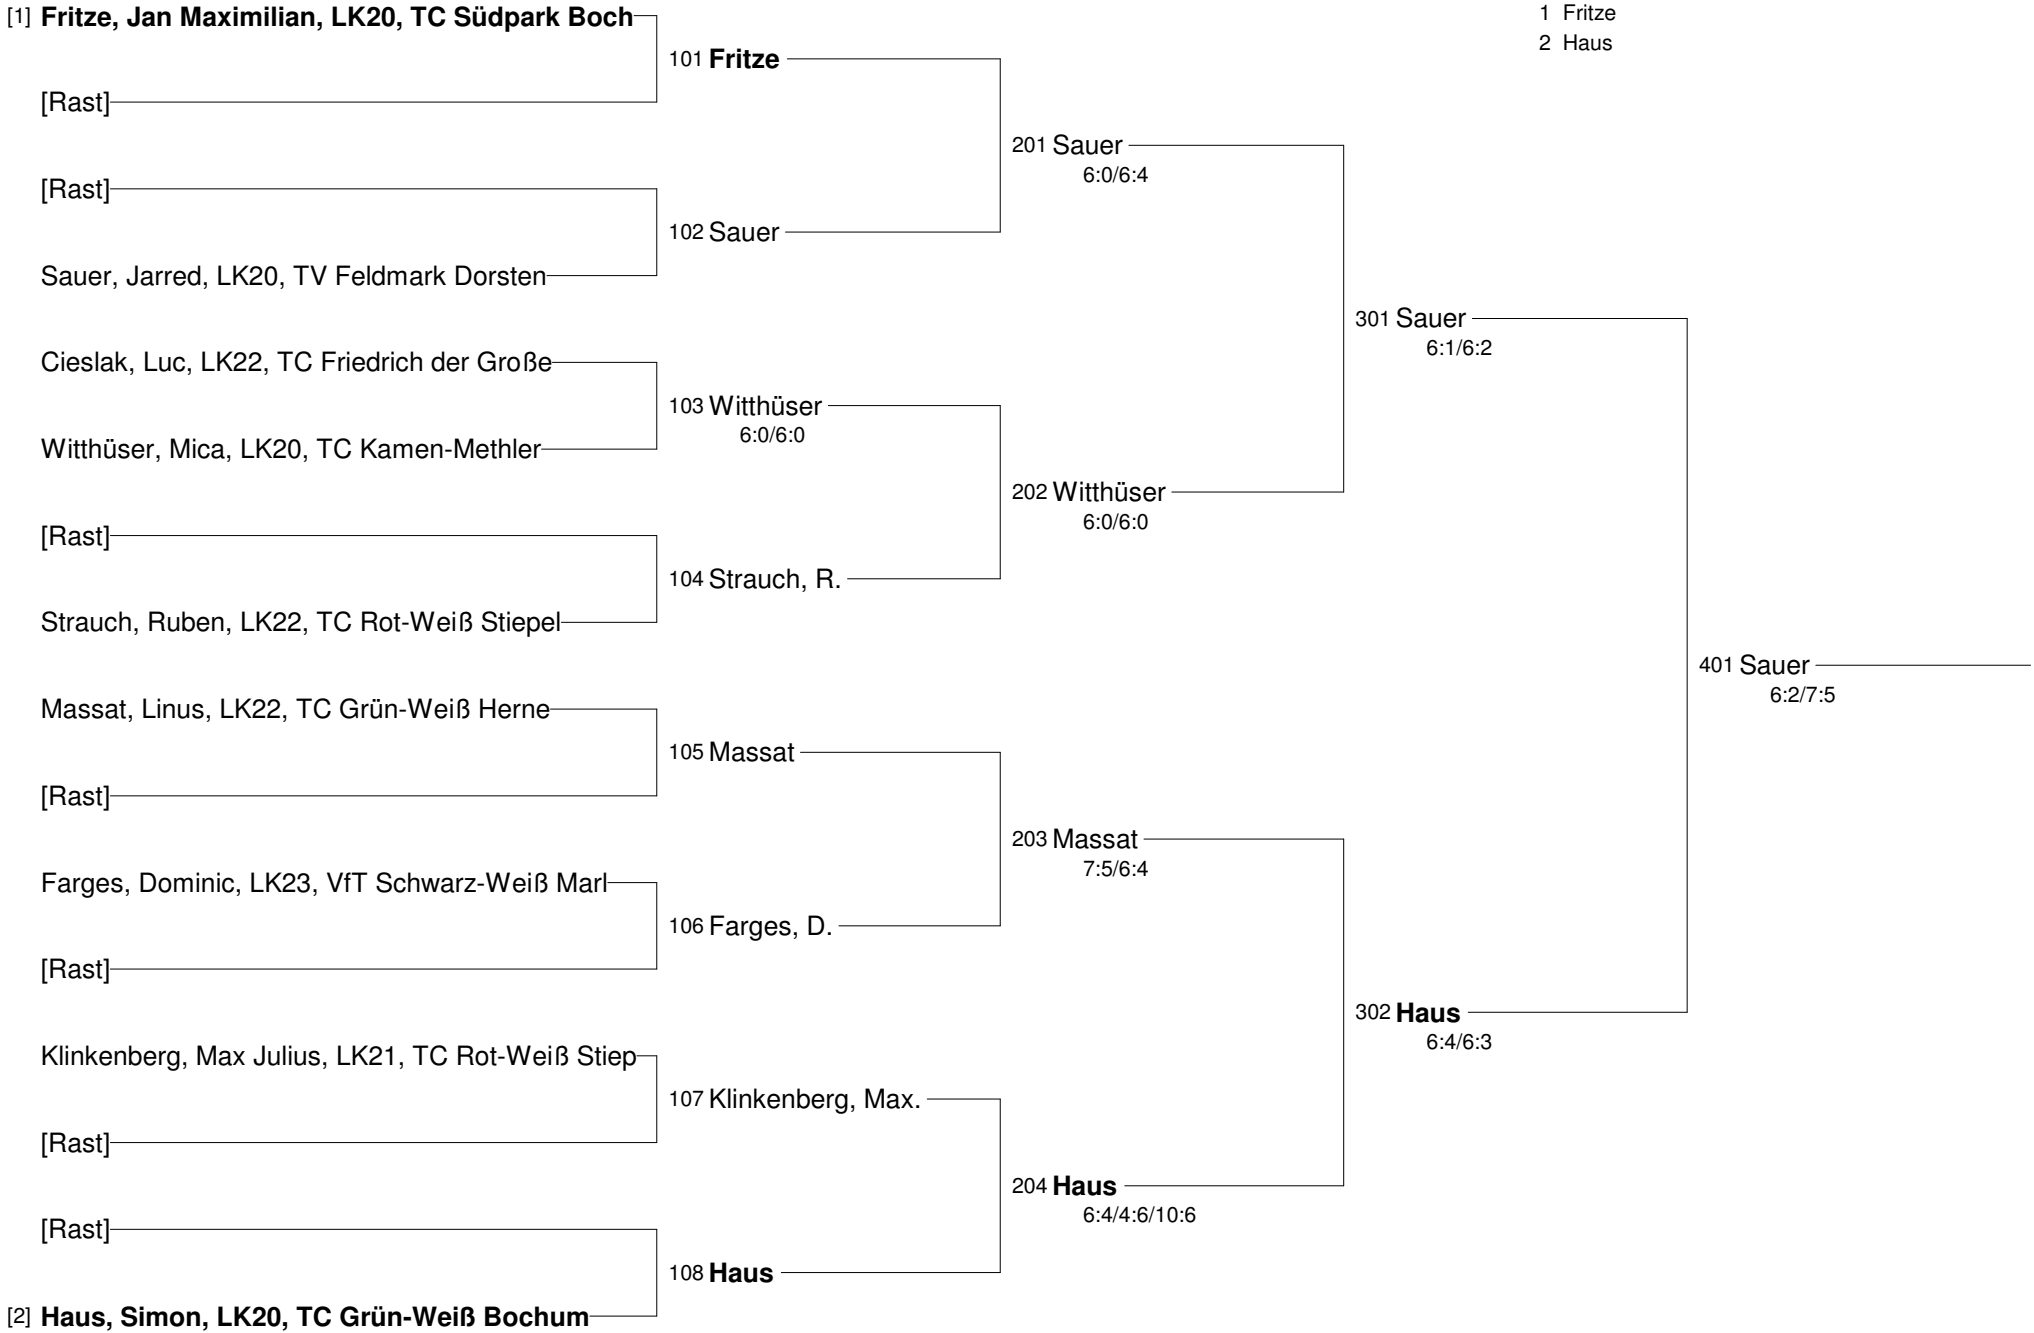 [1] Fritze, Jan Maximilian, LK20, TC Südpark Boch
[Rast]
[Rast]
Sauer, Jarred, LK20, TV Feldmark Dorsten
Cieslak, Luc, LK22, TC Friedrich der Große
Witthüser, Mica, LK20, TC Kamen-Methler
[Rast]
Strauch, Ruben, LK22, TC Rot-Weiß Stiepel
Massat, Linus, LK22, TC Grün-Weiß Herne
[Rast]
Farges, Dominic, LK23, VfT Schwarz-Weiß Marl
[Rast]
Klinkenberg, Max Julius, LK21, TC Rot-Weiß Stiep
[Rast]
[Rast]
[2] Haus, Simon, LK20, TC Grün-Weiß Bochum
101 Fritze
102 Sauer
103 Witthüser
6:0/6:0
104 Strauch, R.
105 Massat
106 Farges, D.
107 Klinkenberg, Max.
108 Haus
201 Sauer
6:0/6:4
202 Witthüser
6:0/6:0
203 Massat
7:5/6:4
204 Haus
6:4/4:6/10:6
301 Sauer
6:1/6:2
302 Haus
6:4/6:3
401 Sauer
6:2/7:5
1 Fritze
2 Haus